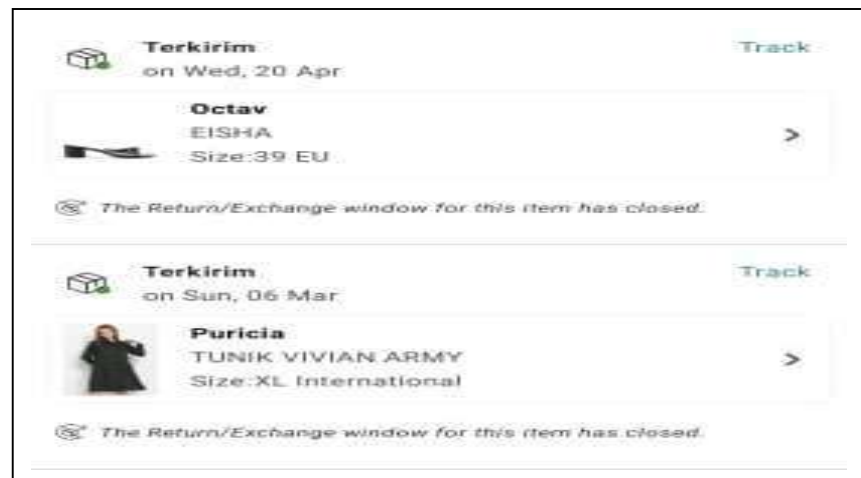 Terkirim
Track
on Wed, 20 Apr
Octav
EISHA
Size:39 EU
>
The Return/Exchange window for this item has closed.
Terkirim
Track
on Sun, 06 Mar
Puricia
TUNIK VIVIAN ARMY
Size:XL International
>
The Return/Exchange window for this item has closed.